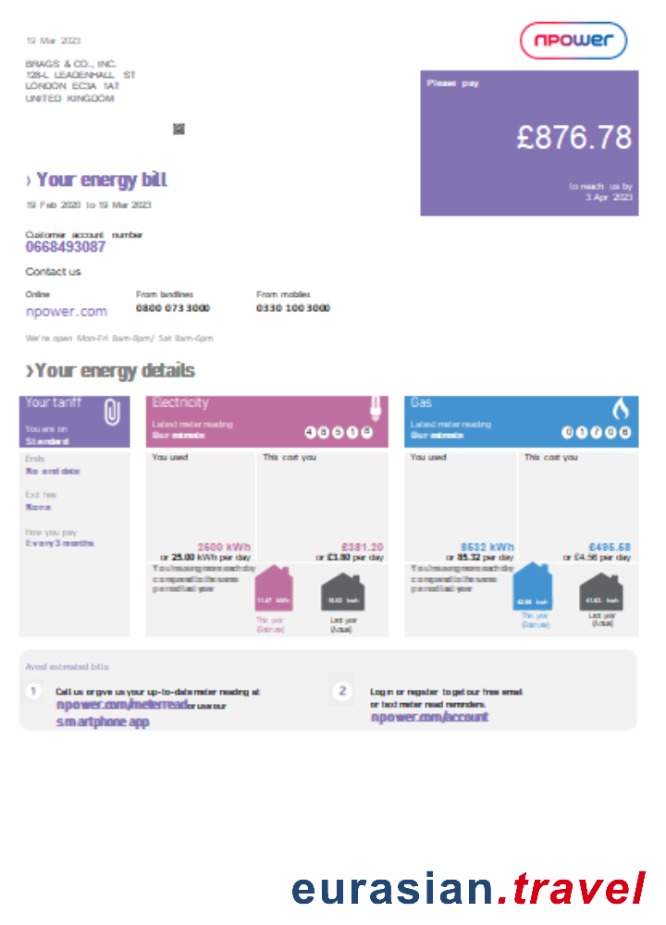 19 Mar 2023
npower
BRAGS & CO., INC.
128-L LEADENHALL ST
LONDON EC3A 1AT
UNITED KINGDOM
Please pay
£876.78
to reach us by
3 Apr 2023
› Your energy bill
19 Feb 2020 to 19 Mar 2023
Customer account number
0668493087
Contact us
Online From landlines From mobiles
npower.com 0800 073 3000 0330 100 3000
We're open Mon-Fri 8am-8pm/ Sat 8am-6pm
›Your energy details
Your tariff
You are on
Standard
Ends
No end date
Exit fee
None
How you pay
Every 3 months
Electricity
Latest meter reading
Our estimate
4 8 5 1 8
You used This cost you
2500 kWh £381.20
or 25.00 kWh per day or £3.80 per day
You're using more each day
compared to the same
period last year
kWh kWh
This year Last year
(Estimate) (Actual)
Gas
Latest meter reading
Our estimate
0 1 7 0 6
You used This cost you
8532 kWh £495.58
or 85.32 per day or £4.56 per day
You're using more each day
compared to the same
period last year
kWh kWh
This year Last year
(Estimate) (Actual)
Avoid estimated bills
1 Call us or give us your up-to-date meter reading at
npower.com/meterread or use our
smartphone app
2 Log in or register to get our free email
or text meter read reminders.
npower.com/account
eurasian.travel